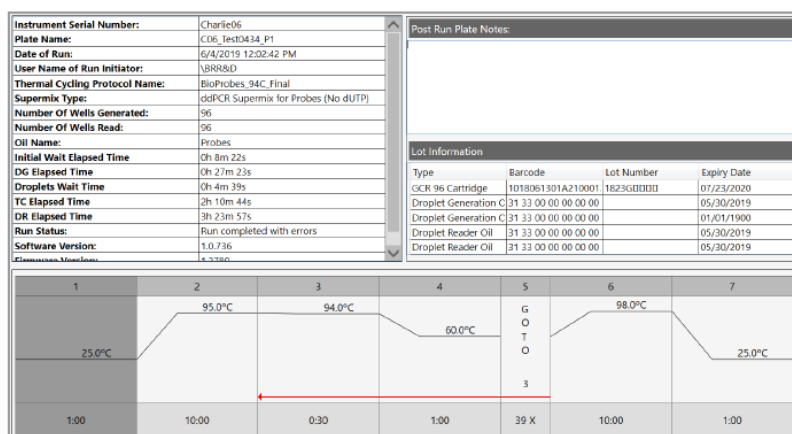 Instrument Serial Number: Charlie06
Plate Name: C06_Test0434_P1
Date of Run: 6/4/2019 12:02:42 PM
User Name of Run Initiator: \BRR&D
Thermal Cycling Protocol Name: BioProbes_94C_Final
Supermix Type: ddPCR Supermix for Probes (No dUTP)
Number Of Wells Generated: 96
Number Of Wells Read: 96
Oil Name: Probes
Initial Wait Elapsed Time 0h 8m 22s
DG Elapsed Time 0h 27m 23s
Droplets Wait Time 0h 4m 39s
TC Elapsed Time 2h 10m 44s
DR Elapsed Time 3h 23m 57s
Run Status: Run completed with errors
Software Version: 1.0.736
Post Run Plate Notes:
Lot Information
Type Barcode Lot Number Expiry Date
GCR 96 Cartridge 1018061301A210001 1823G▯▯▯▯▯ 07/23/2020
Droplet Generation C 31 33 00 00 00 00 00 05/30/2019
Droplet Generation C 31 33 00 00 00 00 00 01/01/1900
Droplet Reader Oil 31 33 00 00 00 00 00 05/30/2019
Droplet Reader Oil 31 33 00 00 00 00 00 05/30/2019
1 2 3 4 5 6 7
25.0°C 95.0°C 94.0°C 60.0°C GOTO 3 98.0°C 25.0°C
1:00 10:00 0:30 1:00 39 X 10:00 1:00